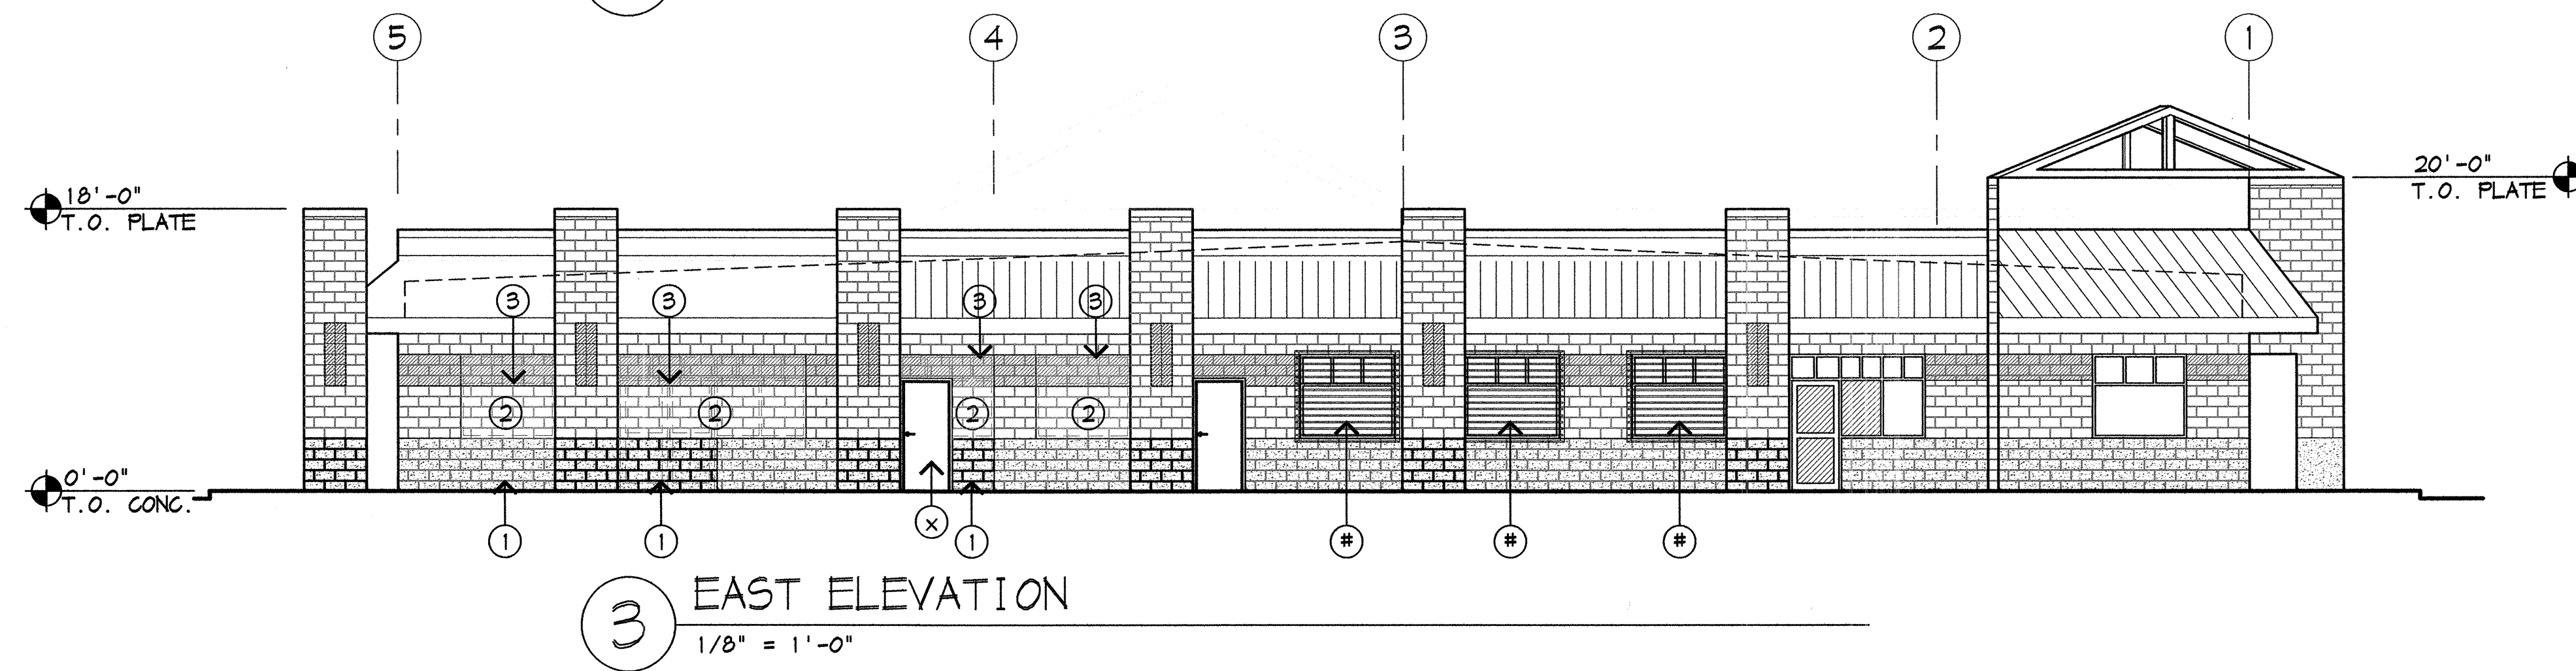 5 4 3 2 1
18'-0"
T.O. PLATE
20'-0"
T.O. PLATE
3 3 3 3
2 2 2 2
0'-0"
T.O. CONC.
1 1 X 1 # # #
3 EAST ELEVATION
1/8" = 1'-0"